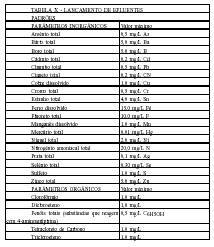 TABELA X - LANCAMENTO DE EFLUENTES
PADRÕES
PARÂMETROS INORGÂNICOS Valor máximo
Arsênio total 0,5 mg/L As
Bário total 5,0 mg/L Ba
Boro total 5,0 mg/L B
Cádmio total 0,2 mg/L Cd
Chumbo total 0,5 mg/L Pb
Cianeto total 0,2 mg/L CN
Cobre dissolvido 1,0 mg/L Cu
Cromo total 0,5 mg/L Cr
Estanho total 4,0 mg/L Sn
Ferro dissolvido 15,0 mg/L Fe
Fluoreto total 10,0 mg/L F
Manganês dissolvido 1,0 mg/L Mn
Mercúrio total 0,01 mg/L Hg
Níquel total 2,0 mg/L Ni
Nitrogênio amoniacal total 20,0 mg/L N
Prata total 0,1 mg/L Ag
Selênio total 0,30 mg/L Se
Sulfeto 1,0 mg/L S
Zinco total 5,0 mg/L Zn
PARÂMETROS ORGÂNICOS Valor máximo
Clorofórmio 1,0 mg/L
Dicloroeteno 1,0 mg/L
Fenóis totais (substâncias que reagem 0,5 mg/L C6H5OH
com 4-aminoantipirina)
Tetracloreto de Carbono 1,0 mg/L
Tricloroeteno 1,0 mg/L